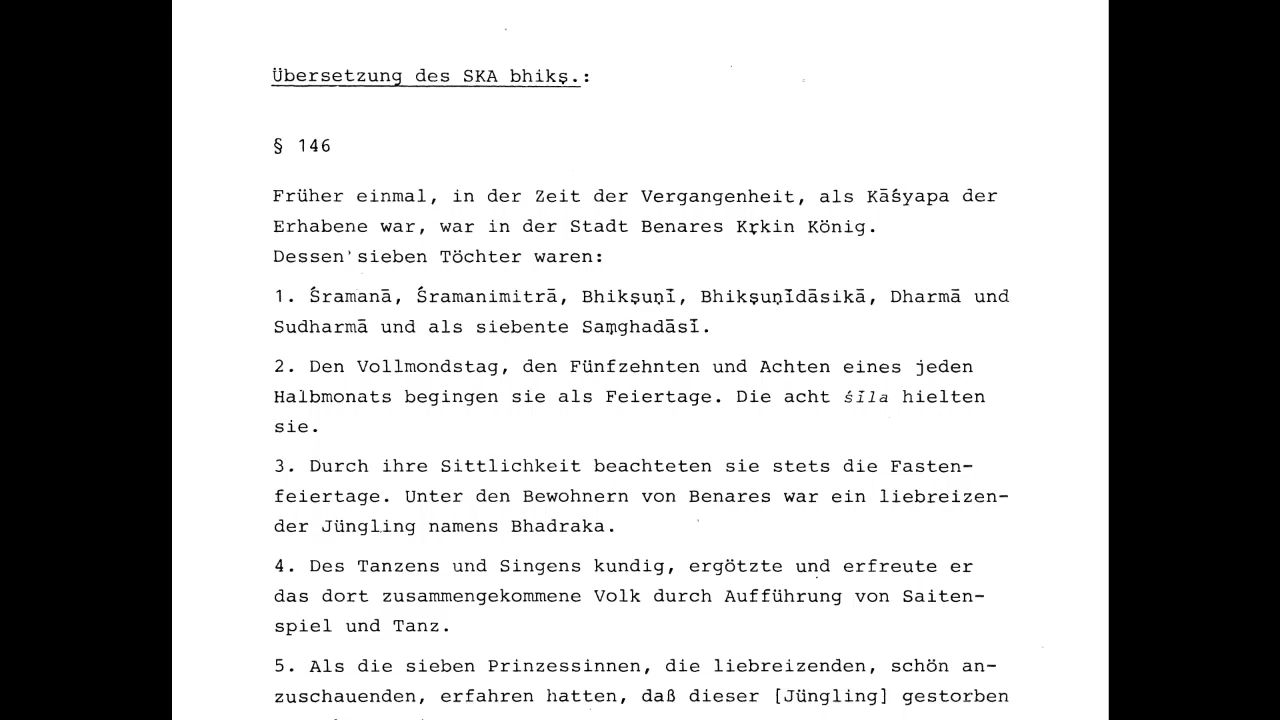 Übersetzung des SKA bhikṣ.:
§ 146
Früher einmal, in der Zeit der Vergangenheit, als Kāśyapa der
Erhabene war, war in der Stadt Benares Kṛkin König.
Dessen sieben Töchter waren:
1. Śramanā, Śramanimitrā, Bhikṣuṇī, Bhikṣuṇīdāsikā, Dharmā und
Sudharmā und als siebente Saṃghadāsī.
2. Den Vollmondstag, den Fünfzehnten und Achten eines jeden
Halbmonats begingen sie als Feiertage. Die acht śīla hielten
sie.
3. Durch ihre Sittlichkeit beachteten sie stets die Fasten-
feiertage. Unter den Bewohnern von Benares war ein liebreizen-
der Jüngling namens Bhadraka.
4. Des Tanzens und Singens kundig, ergötzte und erfreute er
das dort zusammengekommene Volk durch Aufführung von Saiten-
spiel und Tanz.
5. Als die sieben Prinzessinnen, die liebreizenden, schön an-
zuschauenden, erfahren hatten, daß dieser [Jüngling] gestorben